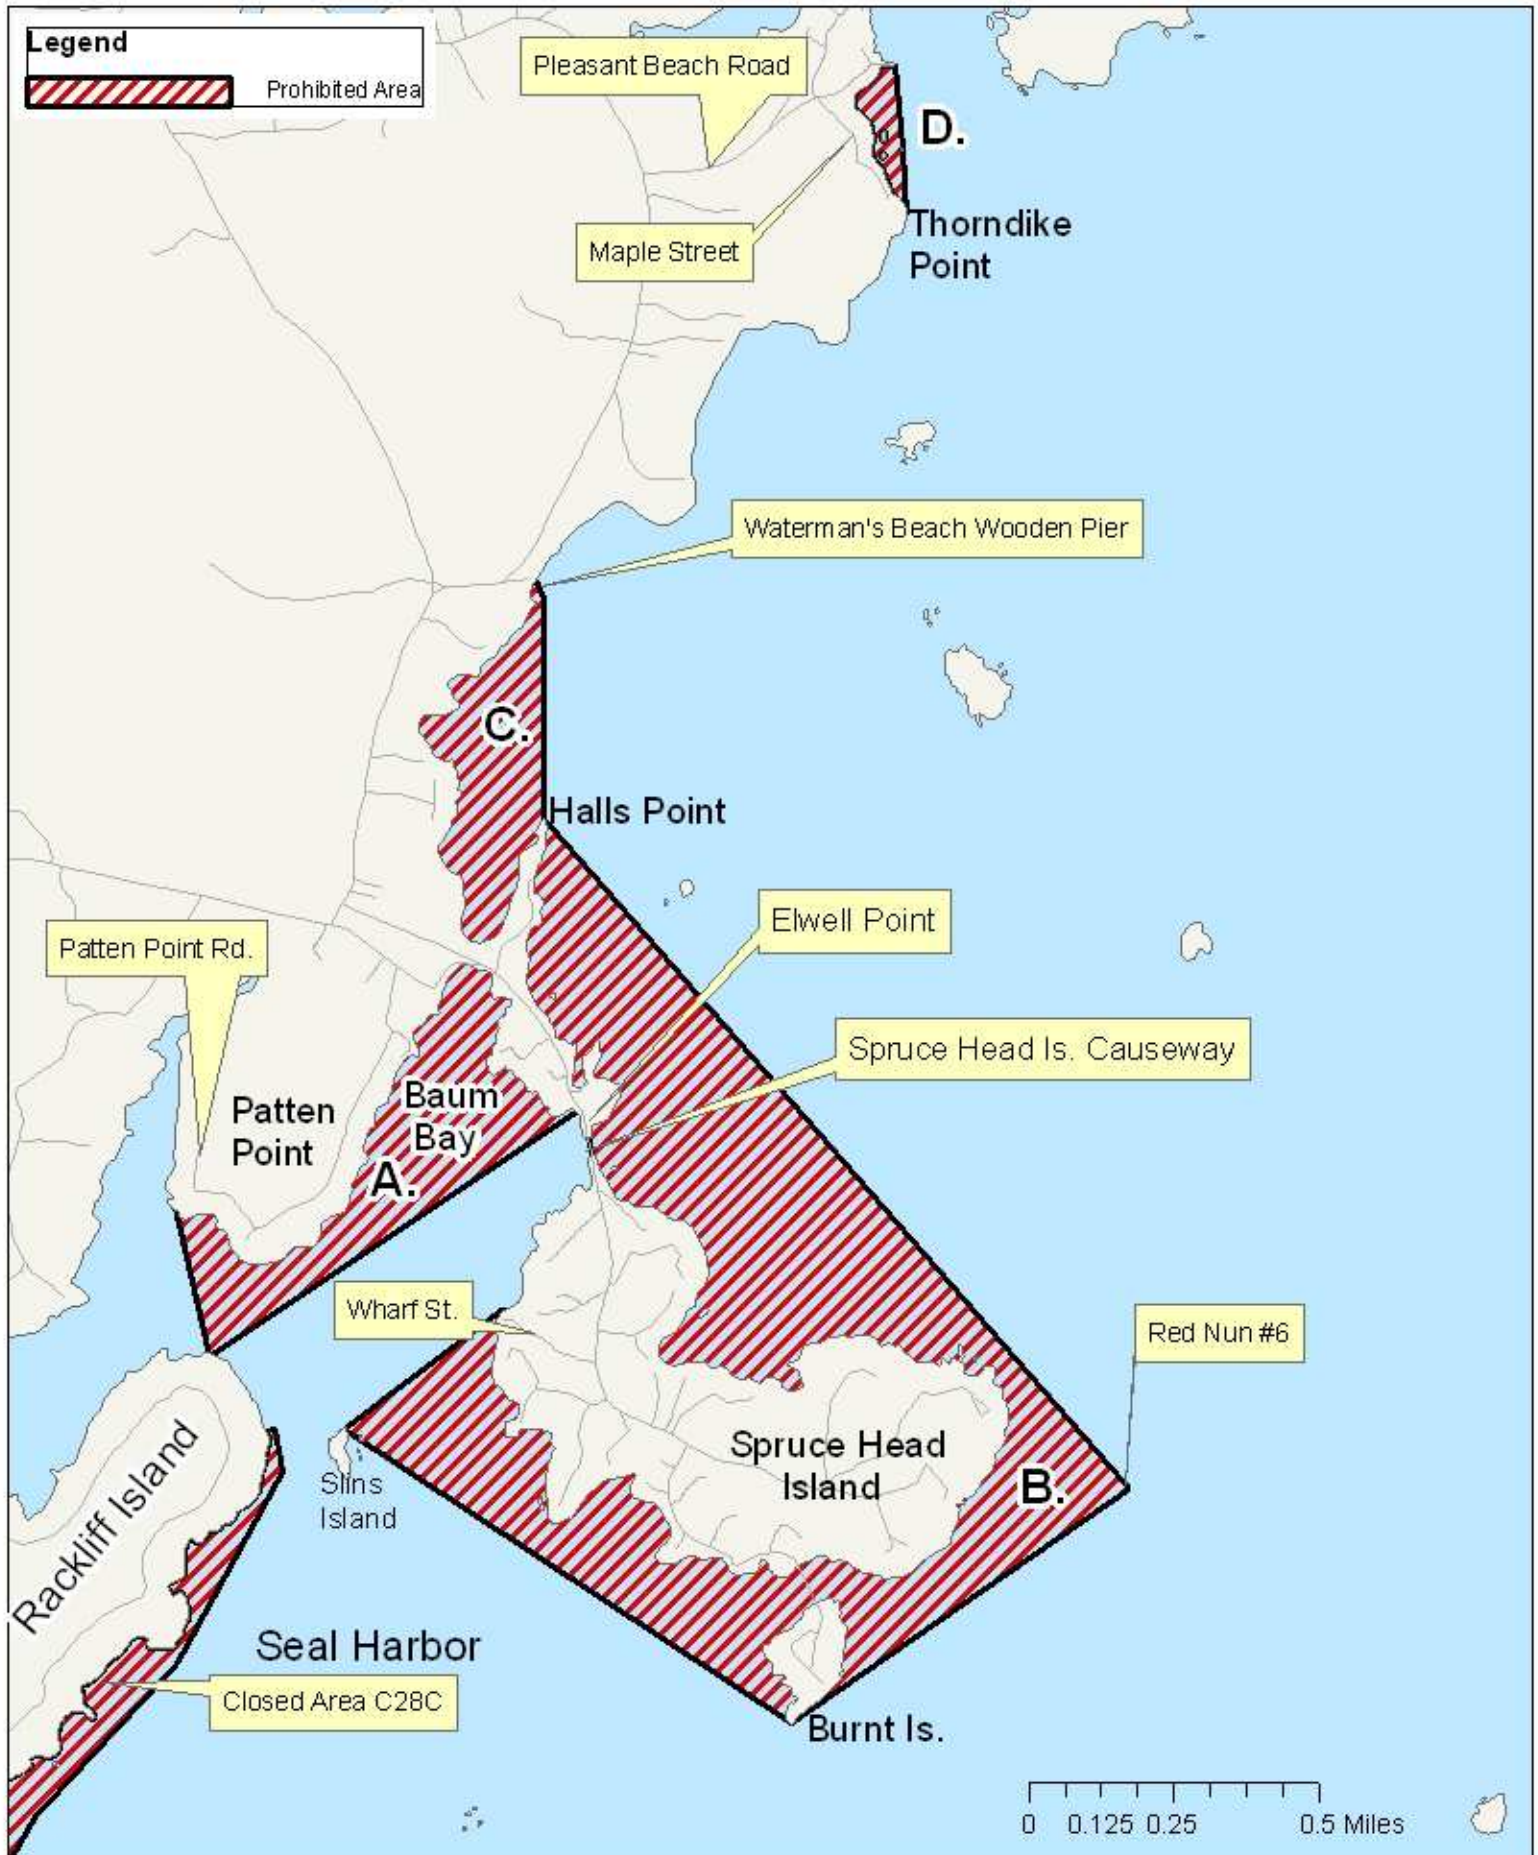 Legend
Prohibited Area
Pleasant Beach Road
D.
Maple Street
Thorndike
Point
Waterman's Beach Wooden Pier
C.
Halls Point
Elwell Point
Patten Point Rd.
Spruce Head Is. Causeway
Patten
Point
Baum
Bay
A.
Wharf St.
Red Nun #6
Rackliff Island
Slins
Island
Spruce Head
Island
B.
Seal Harbor
Closed Area C28C
Burnt Is.
0 0.125 0.25 0.5 Miles